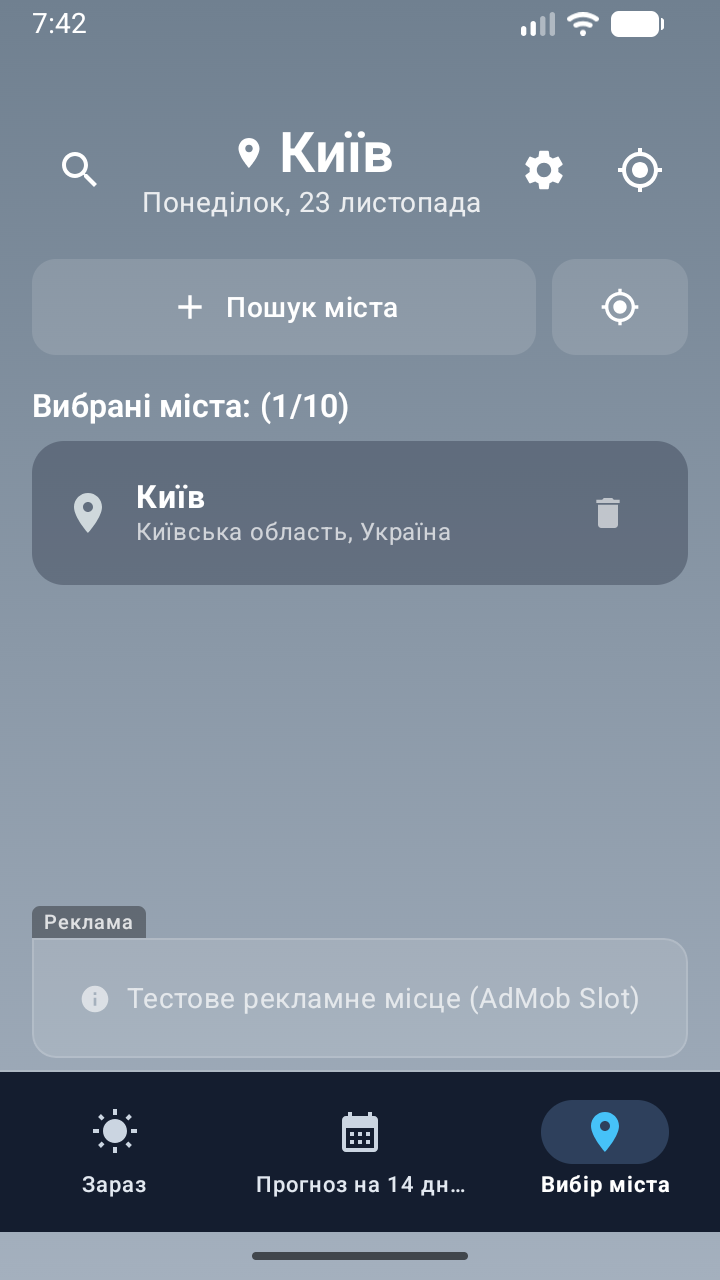 7:42
Київ
Понеділок, 23 листопада
Пошук міста
Вибрані міста: (1/10)
Київ
Київська область, Україна
Реклама
Тестове рекламне місце (AdMob Slot)
Зараз
Прогноз на 14 дн...
Вибір міста